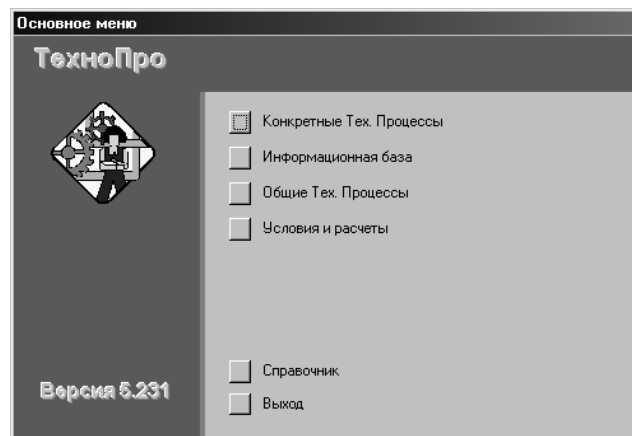 Основное меню
ТехноПро
Конкретные Тех. Процессы
Информационная база
Общие Тех. Процессы
Условия и расчеты
Справочник
Версия 5.231
Выход